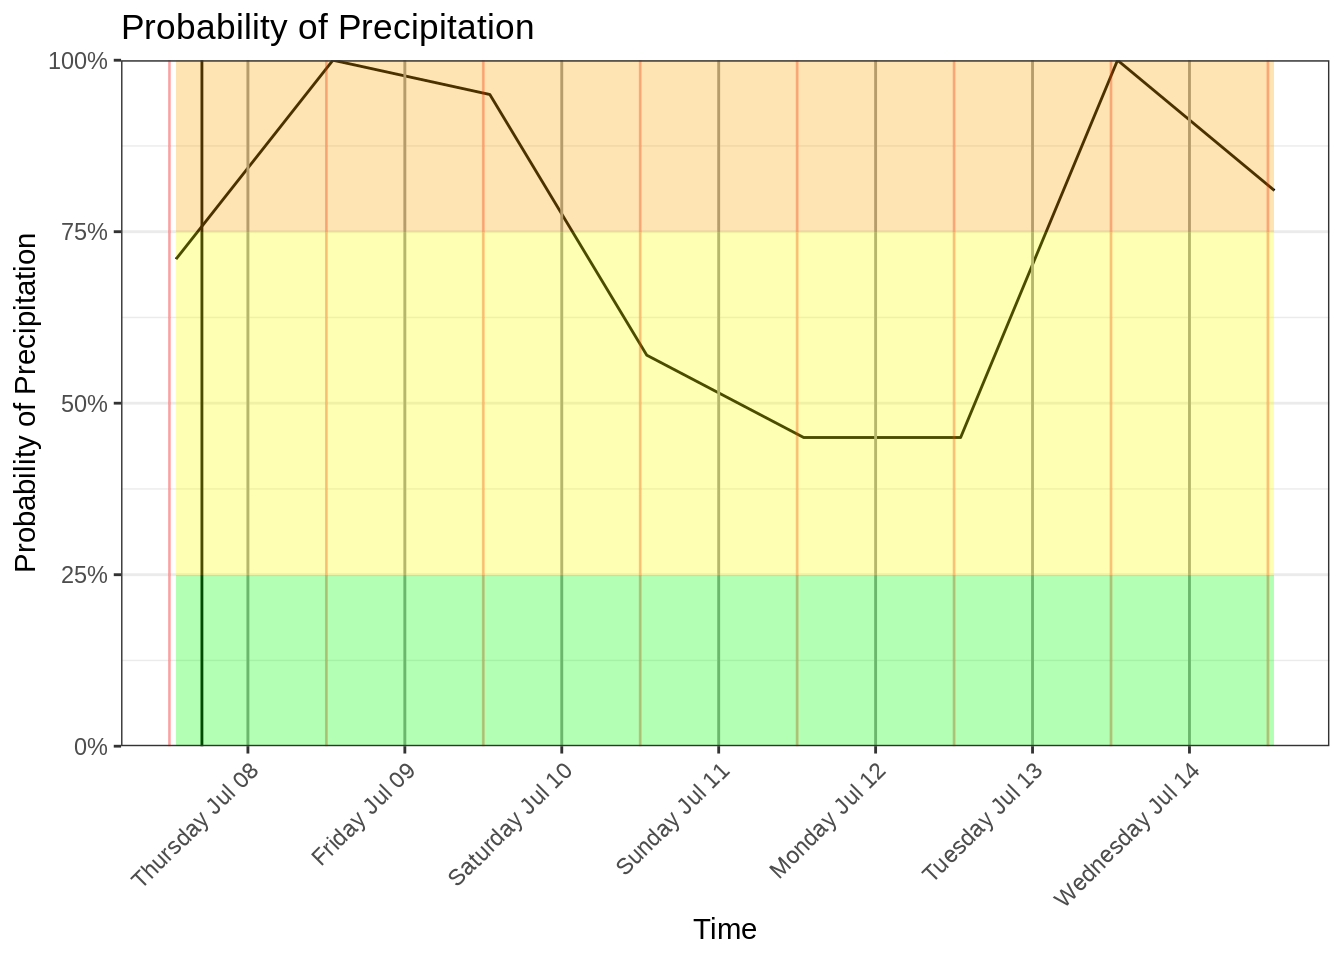 Probability of Precipitation
Probability of Precipitation
100%
75%
50%
25%
0%
Thursday Jul 08
Friday Jul 09
Saturday Jul 10
Sunday Jul 11
Monday Jul 12
Tuesday Jul 13
Wednesday Jul 14
Time